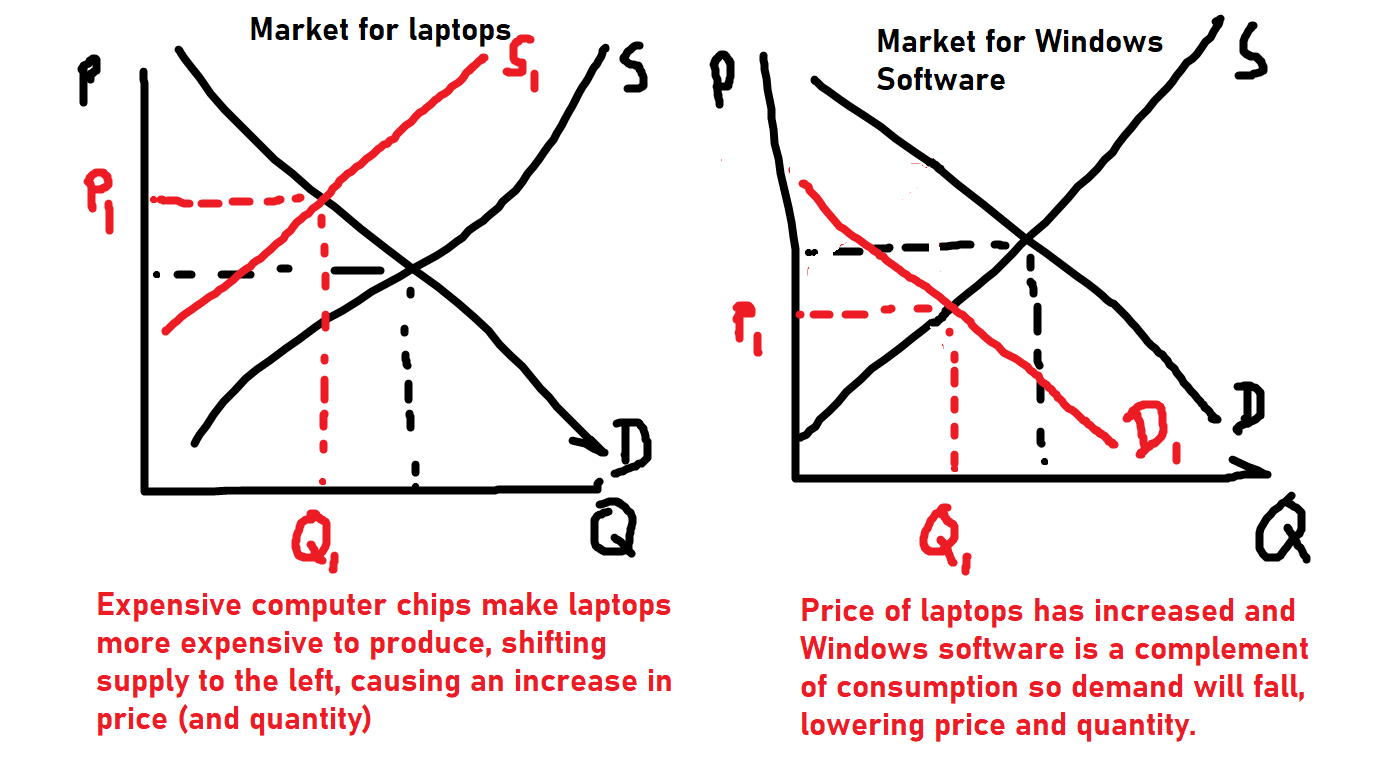 Market for laptops
P
S1
S
P1
D
Q1
Q
Expensive computer chips make laptops
more expensive to produce, shifting
supply to the left, causing an increase in
price (and quantity)
Market for Windows
Software
P
S
P1
D
D1
Q1
Q
Price of laptops has increased and
Windows software is a complement
of consumption so demand will fall,
lowering price and quantity.